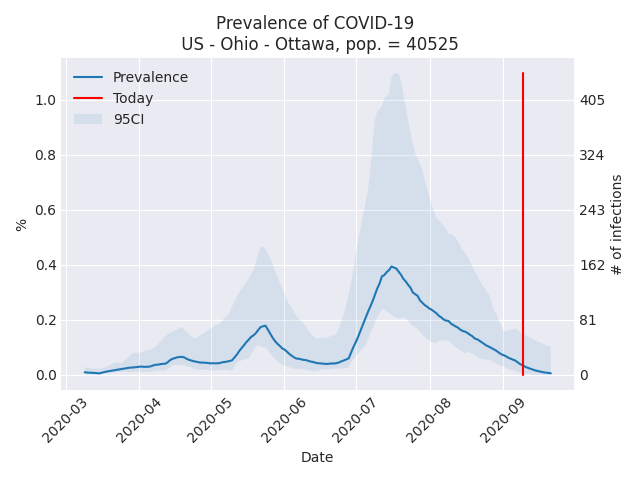 Prevalence of COVID-19
US - Ohio - Ottawa, pop. = 40525
Prevalence
Today
95CI
1.0
0.8
0.6
0.4
0.2
0.0
%
405
324
243
162
81
0
# of infections
2020-03
2020-04
2020-05
2020-06
2020-07
2020-08
2020-09
Date